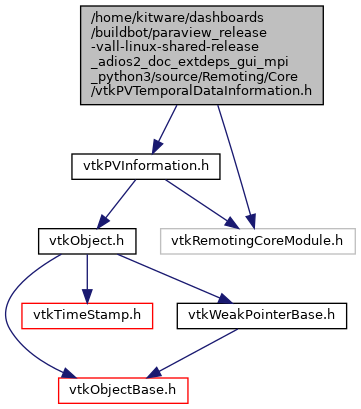 /home/kitware/dashboards
/buildbot/paraview_release
-vall-linux-shared-release
_adios2_doc_extdeps_gui_mpi
_python3/source/Remoting/Core
/vtkPVTemporalDataInformation.h
vtkPVInformation.h
vtkObject.h
vtkRemotingCoreModule.h
vtkTimeStamp.h
vtkWeakPointerBase.h
vtkObjectBase.h